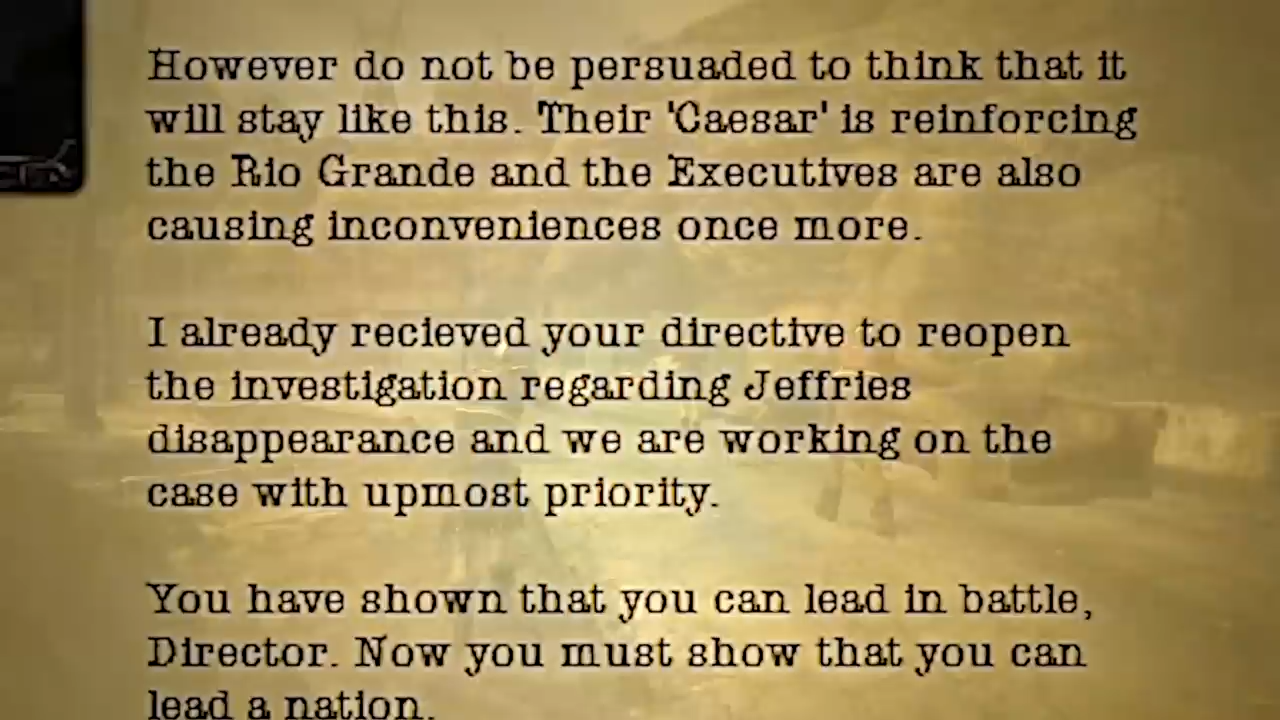 However do not be persuaded to think that it
will stay like this. Their 'Caesar' is reinforcing
the Rio Grande and the Executives are also
causing inconveniences once more.
I already recieved your directive to reopen
the investigation regarding Jeffries
disappearance and we are working on the
case with upmost priority.
You have shown that you can lead in battle,
Director. Now you must show that you can
lead a nation.